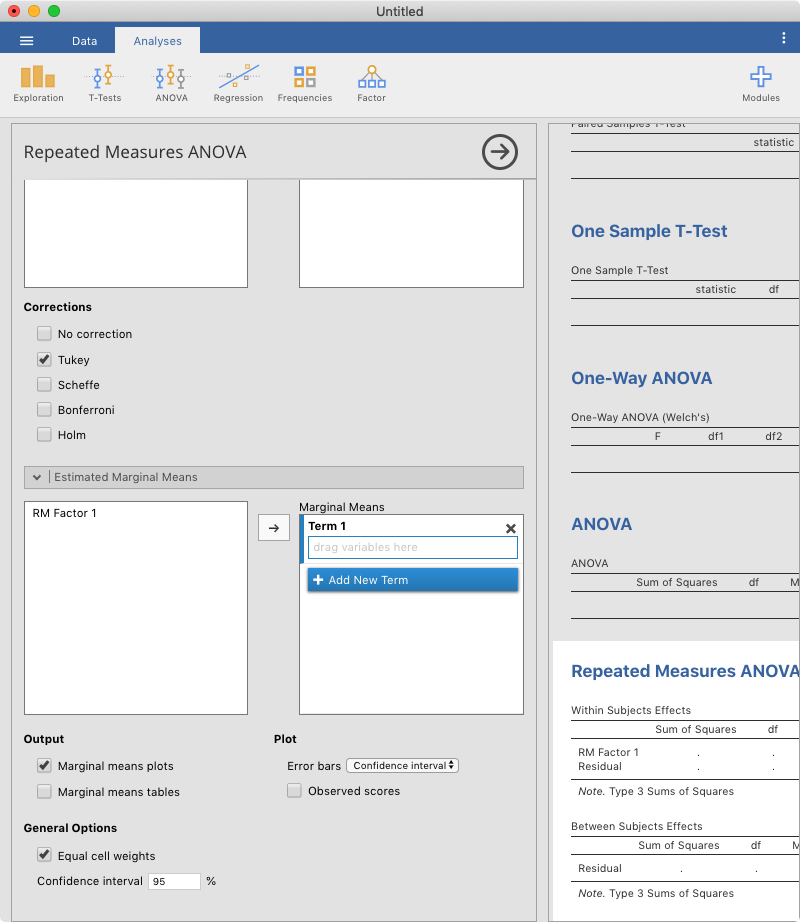 Untitled
Data
Analyses
Exploration
T-Tests
ANOVA
Regression
Frequencies
Factor
Modules
Repeated Measures ANOVA
Corrections
No correction
Tukey
Scheffe
Bonferroni
Holm
Estimated Marginal Means
RM Factor 1
Marginal Means
Term 1
drag variables here
Add New Term
Output
Marginal means plots
Marginal means tables
Plot
Error bars Confidence interval
Observed scores
General Options
Equal cell weights
Confidence interval 95 %
Paired Samples T-Test
statistic
One Sample T-Test
One Sample T-Test
statistic df
One-Way ANOVA
One-Way ANOVA (Welch's)
F df1 df2
ANOVA
ANOVA
Sum of Squares df M
Repeated Measures ANOVA
Within Subjects Effects
Sum of Squares df
RM Factor 1 . .
Residual . .
Note. Type 3 Sums of Squares
Between Subjects Effects
Sum of Squares df M
Residual . .
Note. Type 3 Sums of Squares